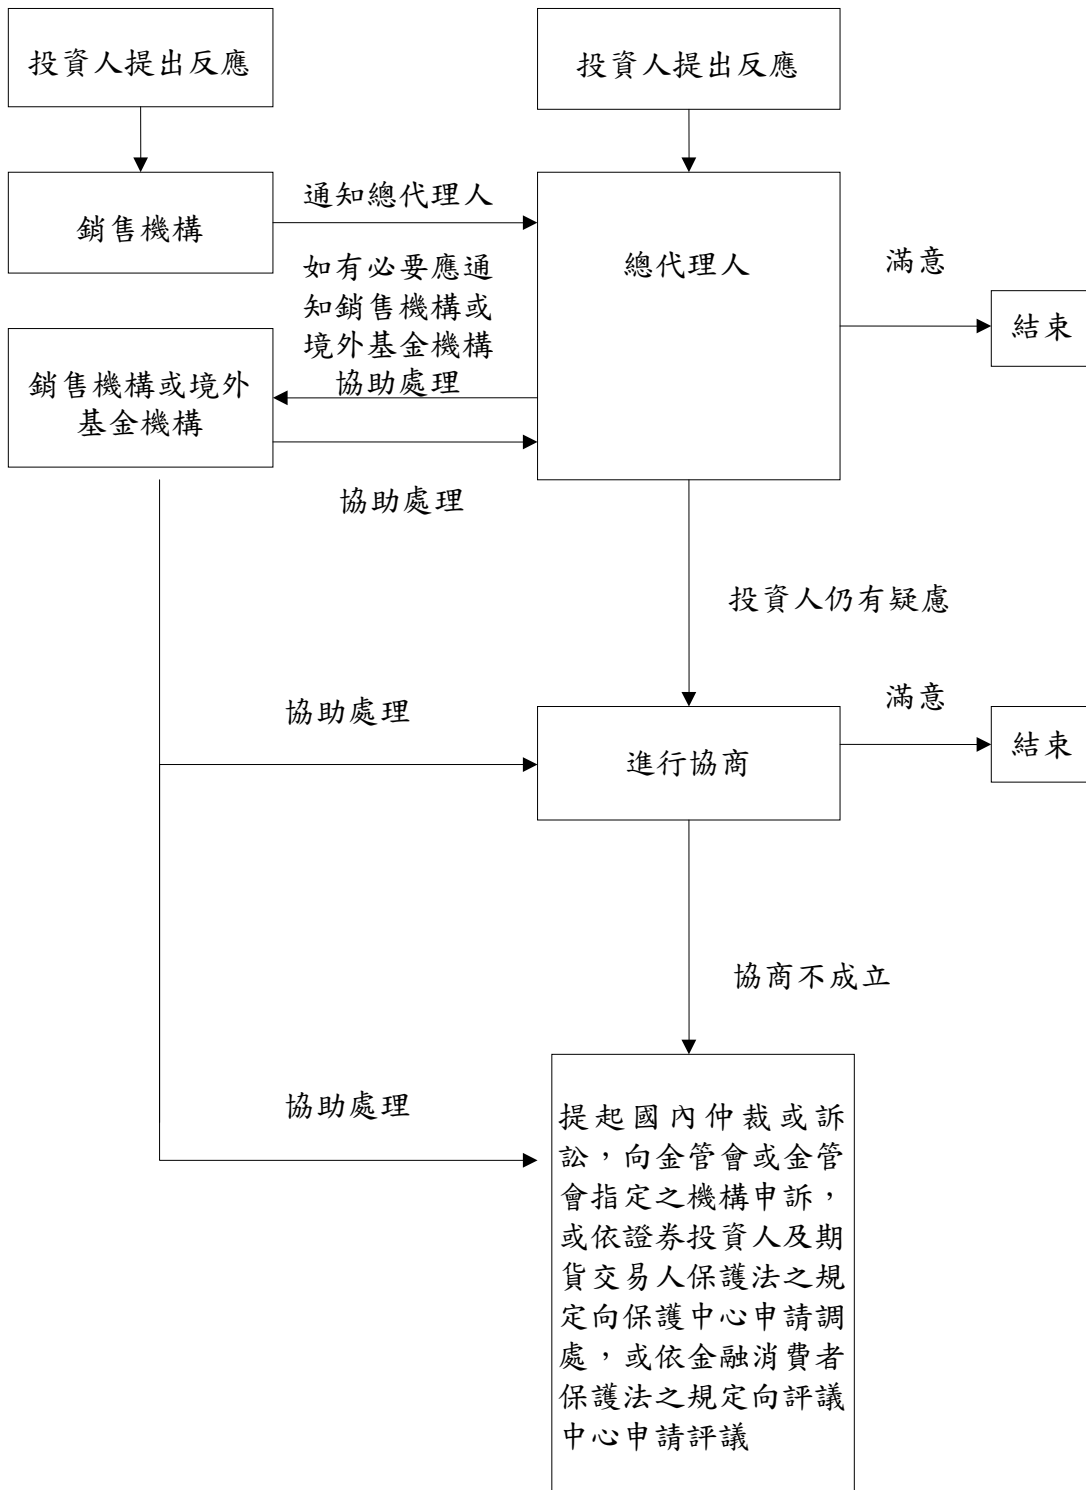 投資人提出反應
投資人提出反應
銷售機構
通知總代理人
總代理人
滿意
結束
如有必要應通
知銷售機構或
境外基金機構
協助處理
銷售機構或境外
基金機構
協助處理
投資人仍有疑慮
協助處理
進行協商
滿意
結束
協商不成立
協助處理
提起國內仲裁或訴
訟，向金管會或金管
會指定之機構申訴，
或依證券投資人及期
貨交易人保護法之規
定向保護中心申請調
處，或依金融消費者
保護法之規定向評議
中心申請評議